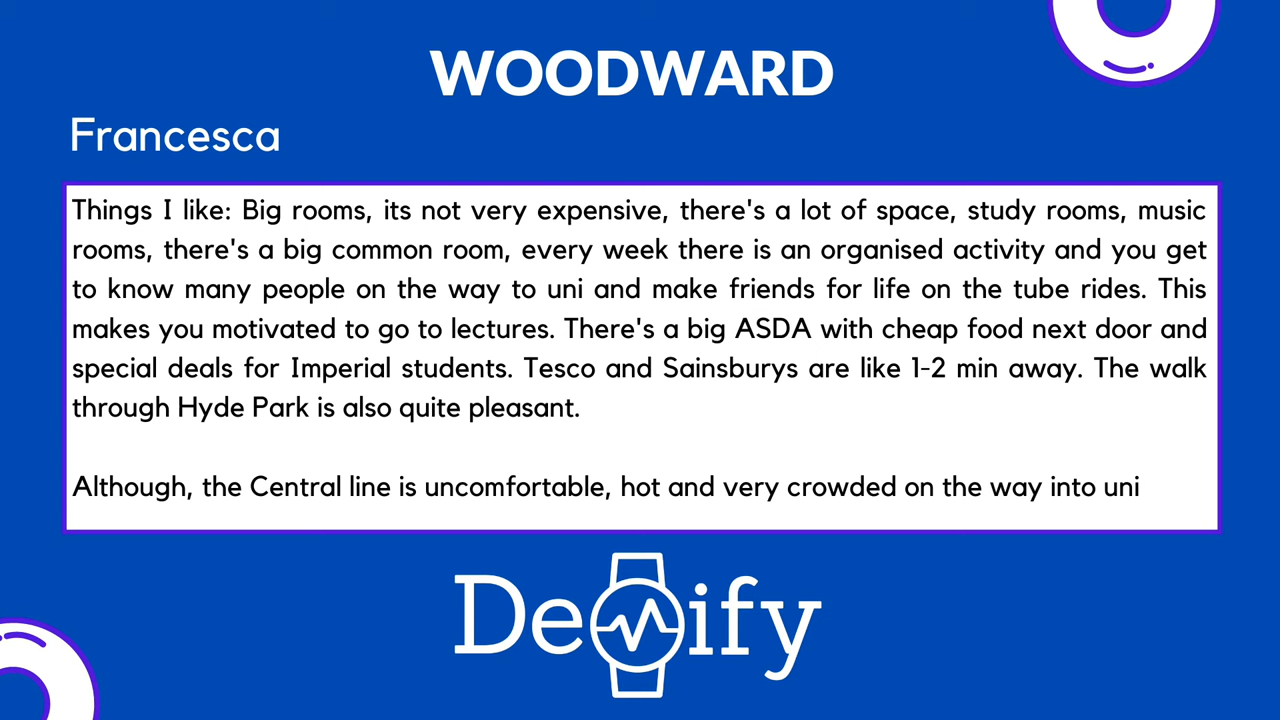 WOODWARD
Francesca
Things I like: Big rooms, its not very expensive, there's a lot of space, study rooms, music
rooms, there's a big common room, every week there is an organised activity and you get
to know many people on the way to uni and make friends for life on the tube rides. This
makes you motivated to go to lectures. There's a big ASDA with cheap food next door and
special deals for Imperial students. Tesco and Sainsburys are like 1-2 min away. The walk
through Hyde Park is also quite pleasant.
Although, the Central line is uncomfortable, hot and very crowded on the way into uni
De ify